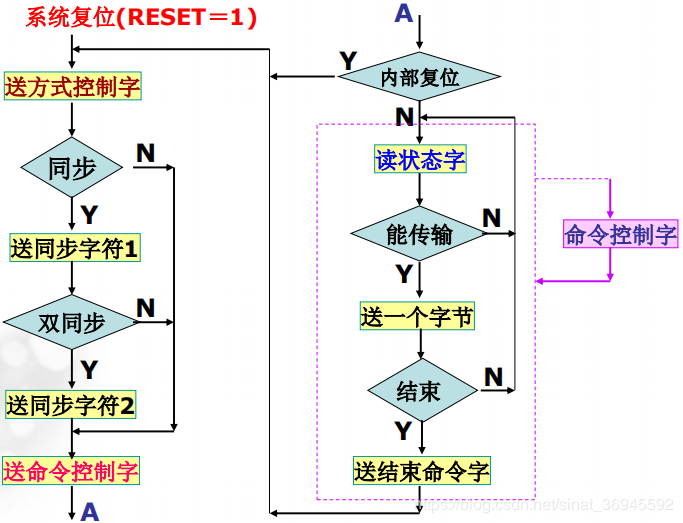 系统复位(RESET＝1)
送方式控制字
同步
N
Y
送同步字符1
双同步
N
Y
送同步字符2
送命令控制字
A
A
内部复位
Y
N
读状态字
能传输
N
Y
送一个字节
结束
N
Y
送结束命令字
命令控制字
https://blog.csdn.net/sinat_36945592